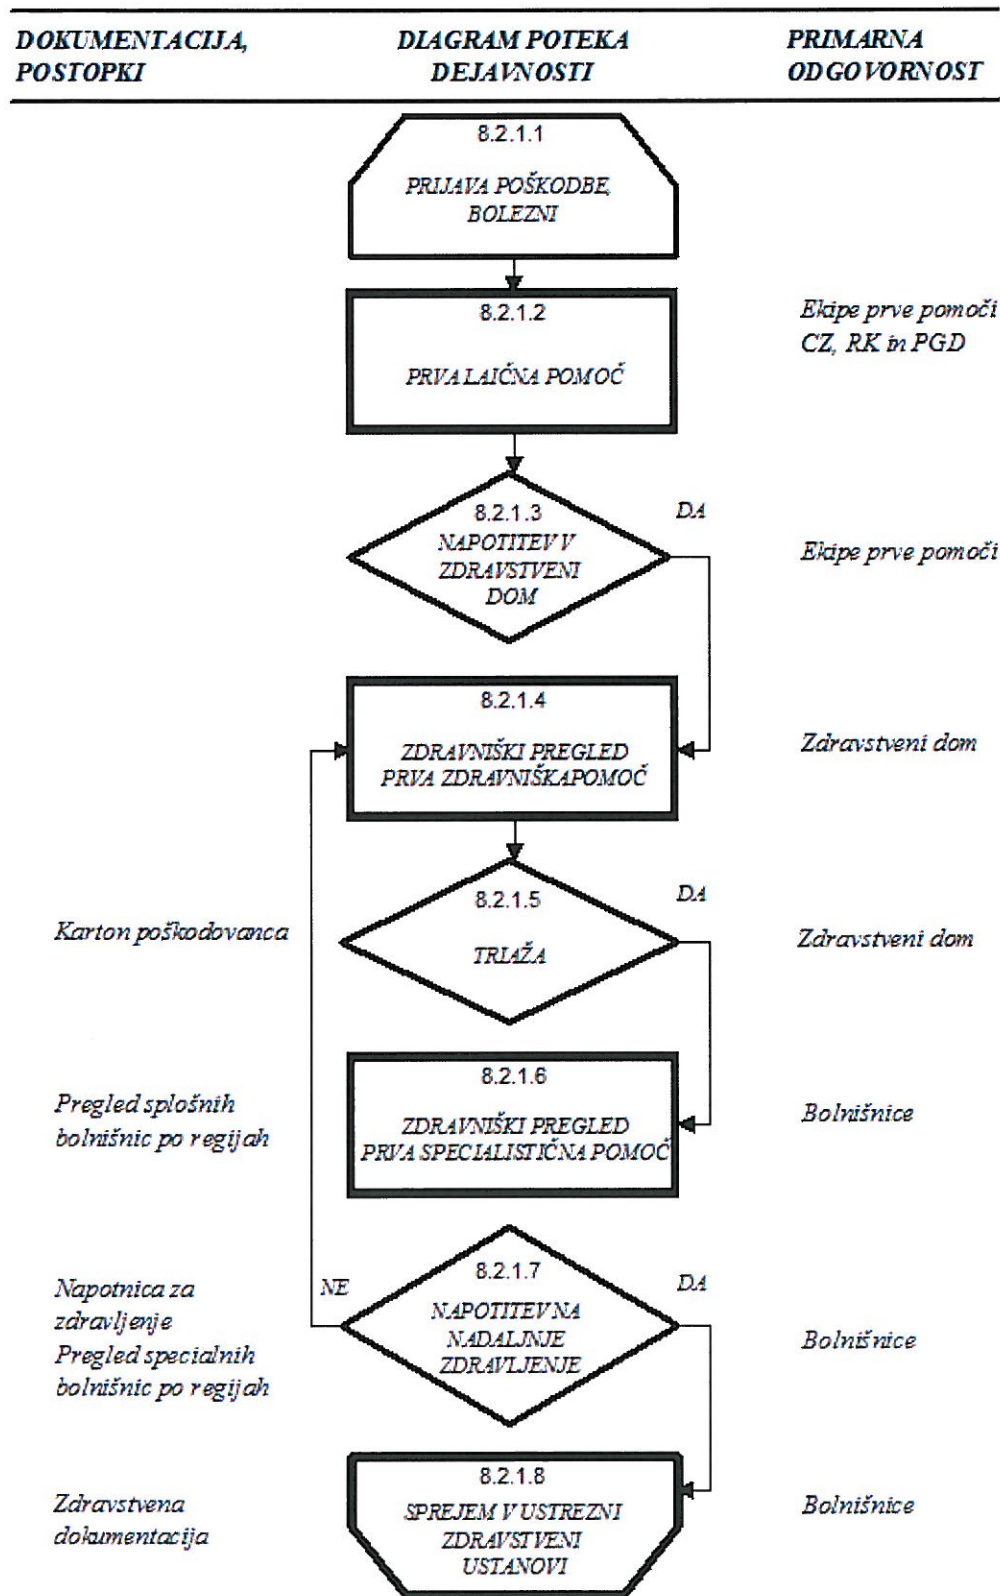 DOKUMENTACIJA,
POSTOPKI
DIAGRAM POTEKA
DEJAVNOSTI
PRIMARNA
ODGOVORNOST
8.2.1.1
PRIJAVA POŠKODBE,
BOLEZNI
8.2.1.2
PRVA LAIČNA POMOČ
Ekipe prve pomoči
CZ, RK in PGD
8.2.1.3
NAPOTITEV V
ZDRAVSTVENI
DOM
DA
Ekipe prve pomoči
8.2.1.4
ZDRAVNIŠKI PREGLED
PRVA ZDRAVNIŠKAPOMOČ
Zdravstveni dom
Karton poškodovanca
8.2.1.5
TRIAŽA
DA
Zdravstveni dom
Pregled splošnih
bolnišnic po regijah
8.2.1.6
ZDRAVNIŠKI PREGLED
PRVA SPECIALISTIČNA POMOČ
Bolnišnice
Napotnica za
zdravljenje
Pregled specialnih
bolnišnic po regijah
NE
8.2.1.7
NAPOTITEV NA
NADALJNJE
ZDRAVLJENJE
DA
Bolnišnice
Zdravstvena
dokumentacija
8.2.1.8
SPREJEM V USTREZNI
ZDRAVSTVENI
USTANOVI
Bolnišnice